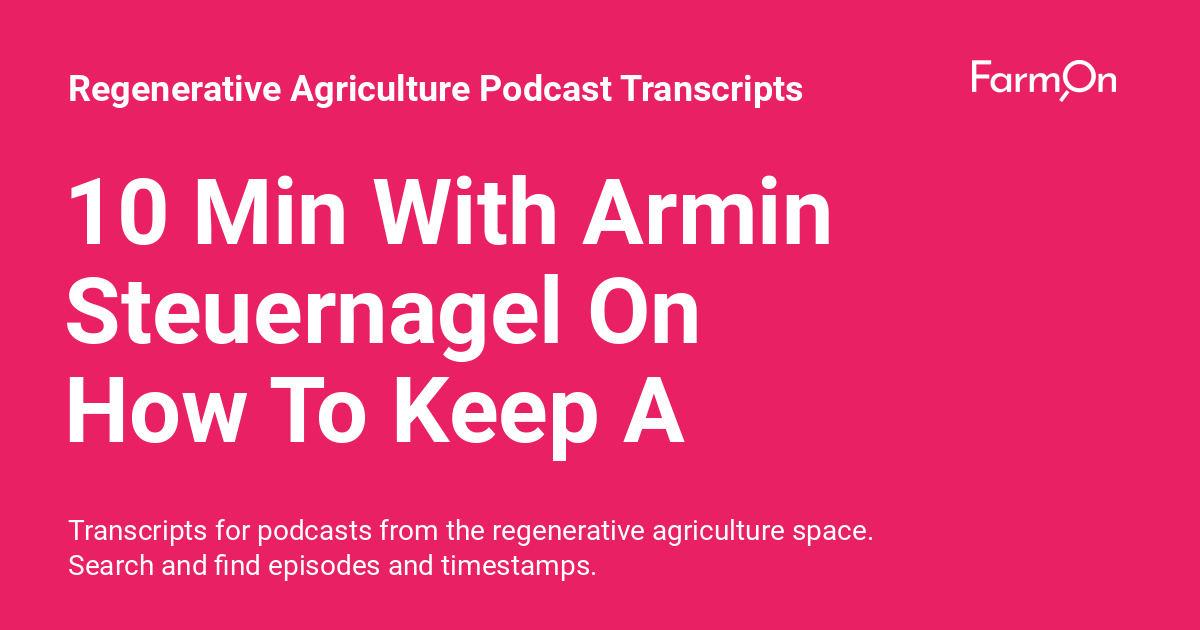 Regenerative Agriculture Podcast Transcripts
FarmOn
10 Min With Armin
Steuernagel On
How To Keep A
Transcripts for podcasts from the regenerative agriculture space.
Search and find episodes and timestamps.